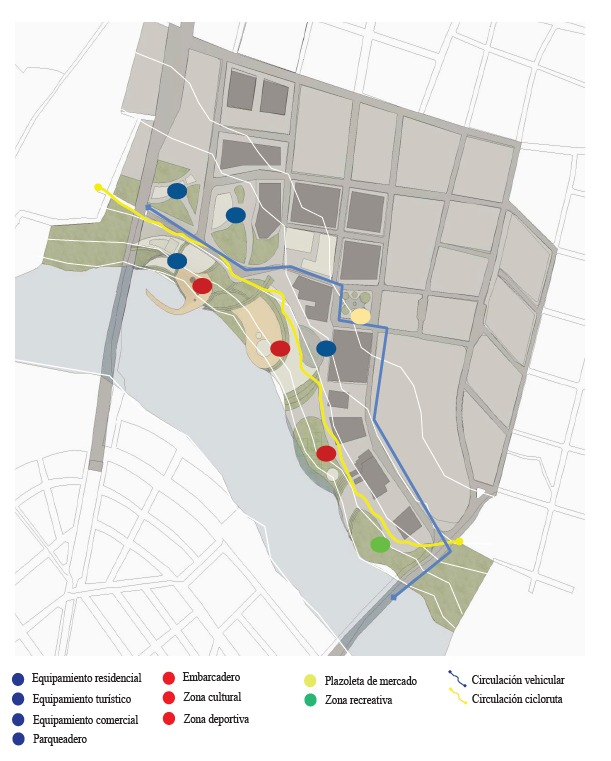 Equipamiento residencial
Equipamiento turístico
Equipamiento comercial
Parqueadero
Embarcadero
Zona cultural
Zona deportiva
Plazoleta de mercado
Zona recreativa
Circulación vehicular
Circulación cicloruta